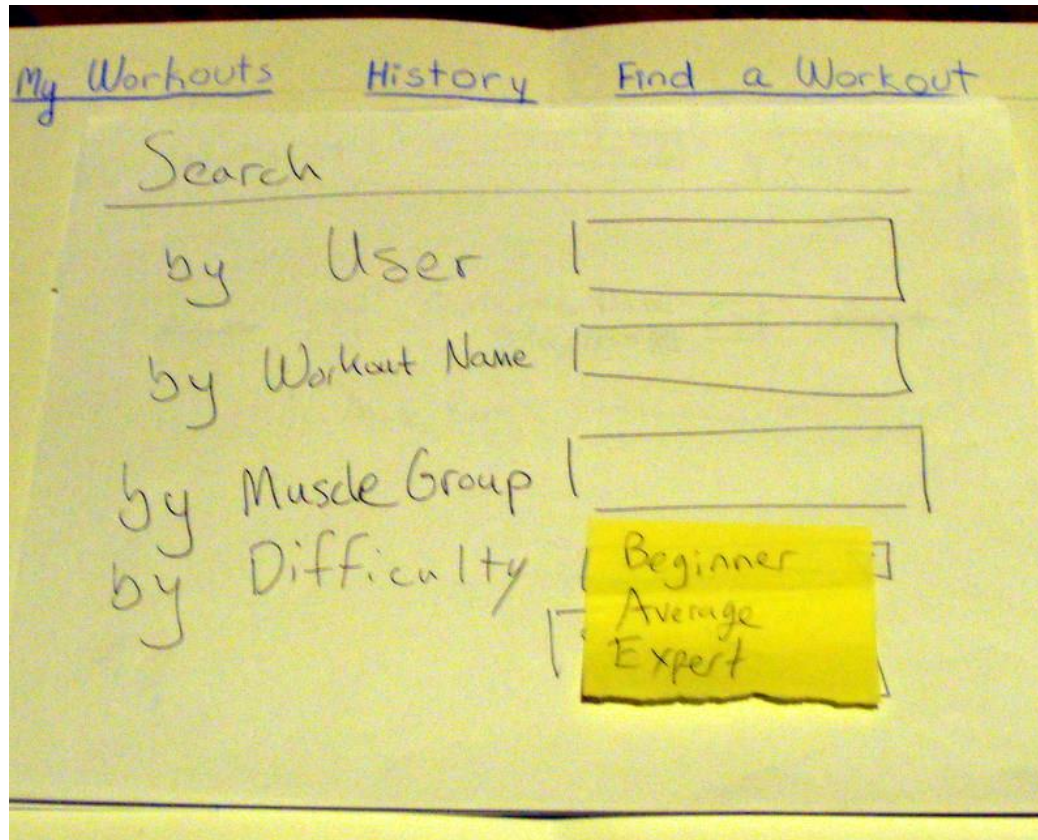 My Workouts History Find a Workout
Search
by User
by Workout Name
by Muscle Group
by Difficulty Beginner
Average
Expert